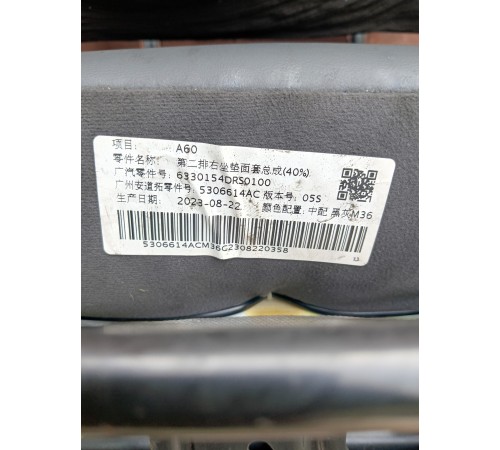 项目: A60
零件名称: 第二排右坐垫面套总成(40%)
广汽零件号: 6330154DRS0100
广州安道拓零件号: 5306614AC 版本号: 05S
生产日期: 2023-08-22 颜色配置: 中配 黑灰M36
5306614ACM36G2308220358